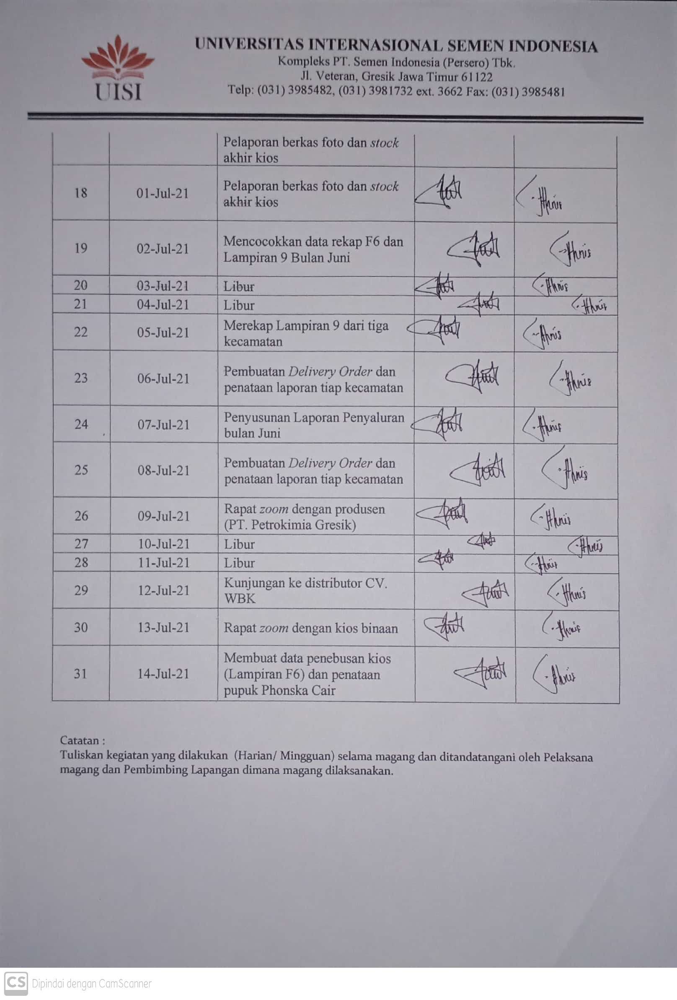 UNIVERSITAS INTERNASIONAL SEMEN INDONESIA
Kompleks PT. Semen Indonesia (Persero) Tbk.
Jl. Veteran, Gresik Jawa Timur 61122
Telp: (031) 3985482, (031) 3981732 ext. 3662 Fax: (031) 3985481
UISI
Pelaporan berkas foto dan stock
akhir kios
18 01-Jul-21 Pelaporan berkas foto dan stock
akhir kios
19 02-Jul-21 Mencocokkan data rekap F6 dan
Lampiran 9 Bulan Juni
20 03-Jul-21 Libur
21 04-Jul-21 Libur
22 05-Jul-21 Merekap Lampiran 9 dari tiga
kecamatan
23 06-Jul-21 Pembuatan Delivery Order dan
penataan laporan tiap kecamatan
24 07-Jul-21 Penyusunan Laporan Penyaluran
bulan Juni
25 08-Jul-21 Pembuatan Delivery Order dan
penataan laporan tiap kecamatan
26 09-Jul-21 Rapat zoom dengan produsen
(PT. Petrokimia Gresik)
27 10-Jul-21 Libur
28 11-Jul-21 Libur
29 12-Jul-21 Kunjungan ke distributor CV.
WBK
30 13-Jul-21 Rapat zoom dengan kios binaan
31 14-Jul-21 Membuat data penebusan kios
(Lampiran F6) dan penataan
pupuk Phonska Cair
Catatan :
Tuliskan kegiatan yang dilakukan (Harian/ Mingguan) selama magang dan ditandatangani oleh Pelaksana
magang dan Pembimbing Lapangan dimana magang dilaksanakan.
CS Dipindai dengan CamScanner